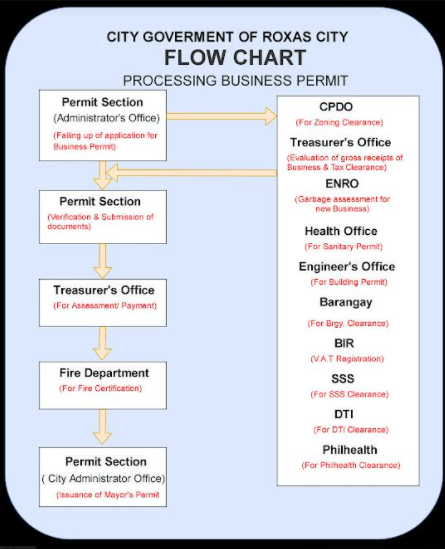 CITY GOVERMENT OF ROXAS CITY
FLOW CHART
PROCESSING BUSINESS PERMIT
Permit Section
(Administrator's Office)
(Failing up of application for
Business Permit)
Permit Section
(Verification & Submission of
documents)
Treasurer's Office
(For Assessment/ Payment)
Fire Department
(For Fire Certification)
Permit Section
( City Administrator Office)
(Issuance of Mayor's Permit
CPDO
(For Zoning Clearance)
Treasurer's Office
(Evaluation of gross receipts of
Business & Tax Clearance)
ENRO
(Garbage assessment for
new Business)
Health Office
(For Sanitary Permit)
Engineer's Office
(For Building Permit)
Barangay
(For Brgy. Clearance)
BIR
(V.A.T Registration)
SSS
(For SSS Clearance)
DTI
(For DTI Clearance)
Philhealth
(For Philhealth Clearance)